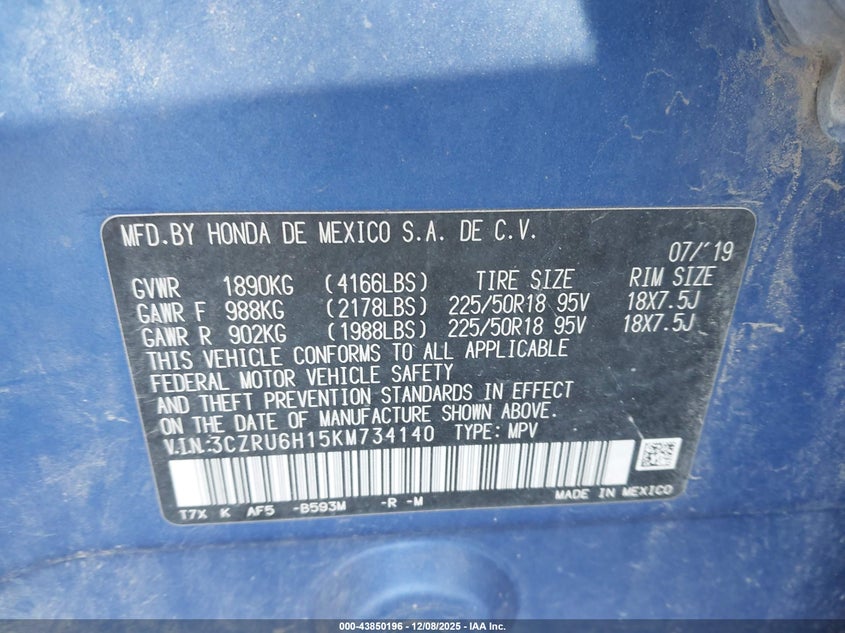 MFD.BY HONDA DE MEXICO S.A. DE C.V.
07/'19
GVWR 1890KG (4166LBS) TIRE SIZE RIM SIZE
GAWR F 988KG (2178LBS) 225/50R18 95V 18X7.5J
GAWR R 902KG (1988LBS) 225/50R18 95V 18X7.5J
THIS VEHICLE CONFORMS TO ALL APPLICABLE
FEDERAL MOTOR VEHICLE SAFETY
AND THEFT PREVENTION STANDARDS IN EFFECT
ON THE DATE OF MANUFACTURE SHOWN ABOVE.
V.I.N:3CZRU6H15KM734140 TYPE: MPV
T7X K AF5 -B593M -R -M MADE IN MEXICO
000-43850196 - 12/08/2025 - IAA Inc.